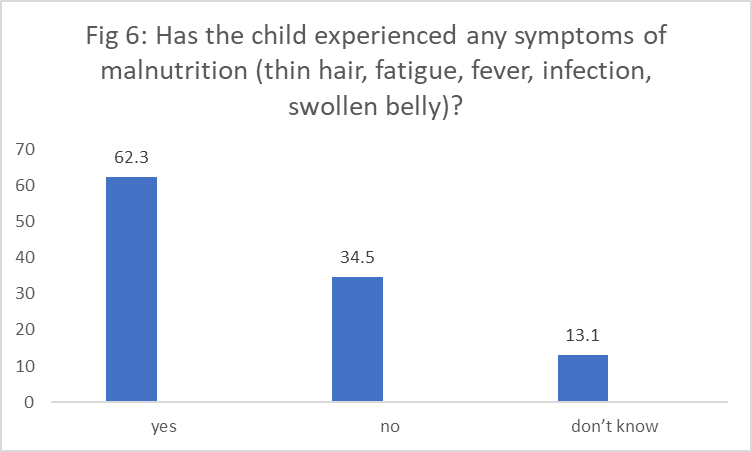 Fig 6: Has the child experienced any symptoms of
malnutrition (thin hair, fatigue, fever, infection,
swollen belly)?
70
60
50
40
30
20
10
0
62.3
34.5
13.1
yes
no
don’t know